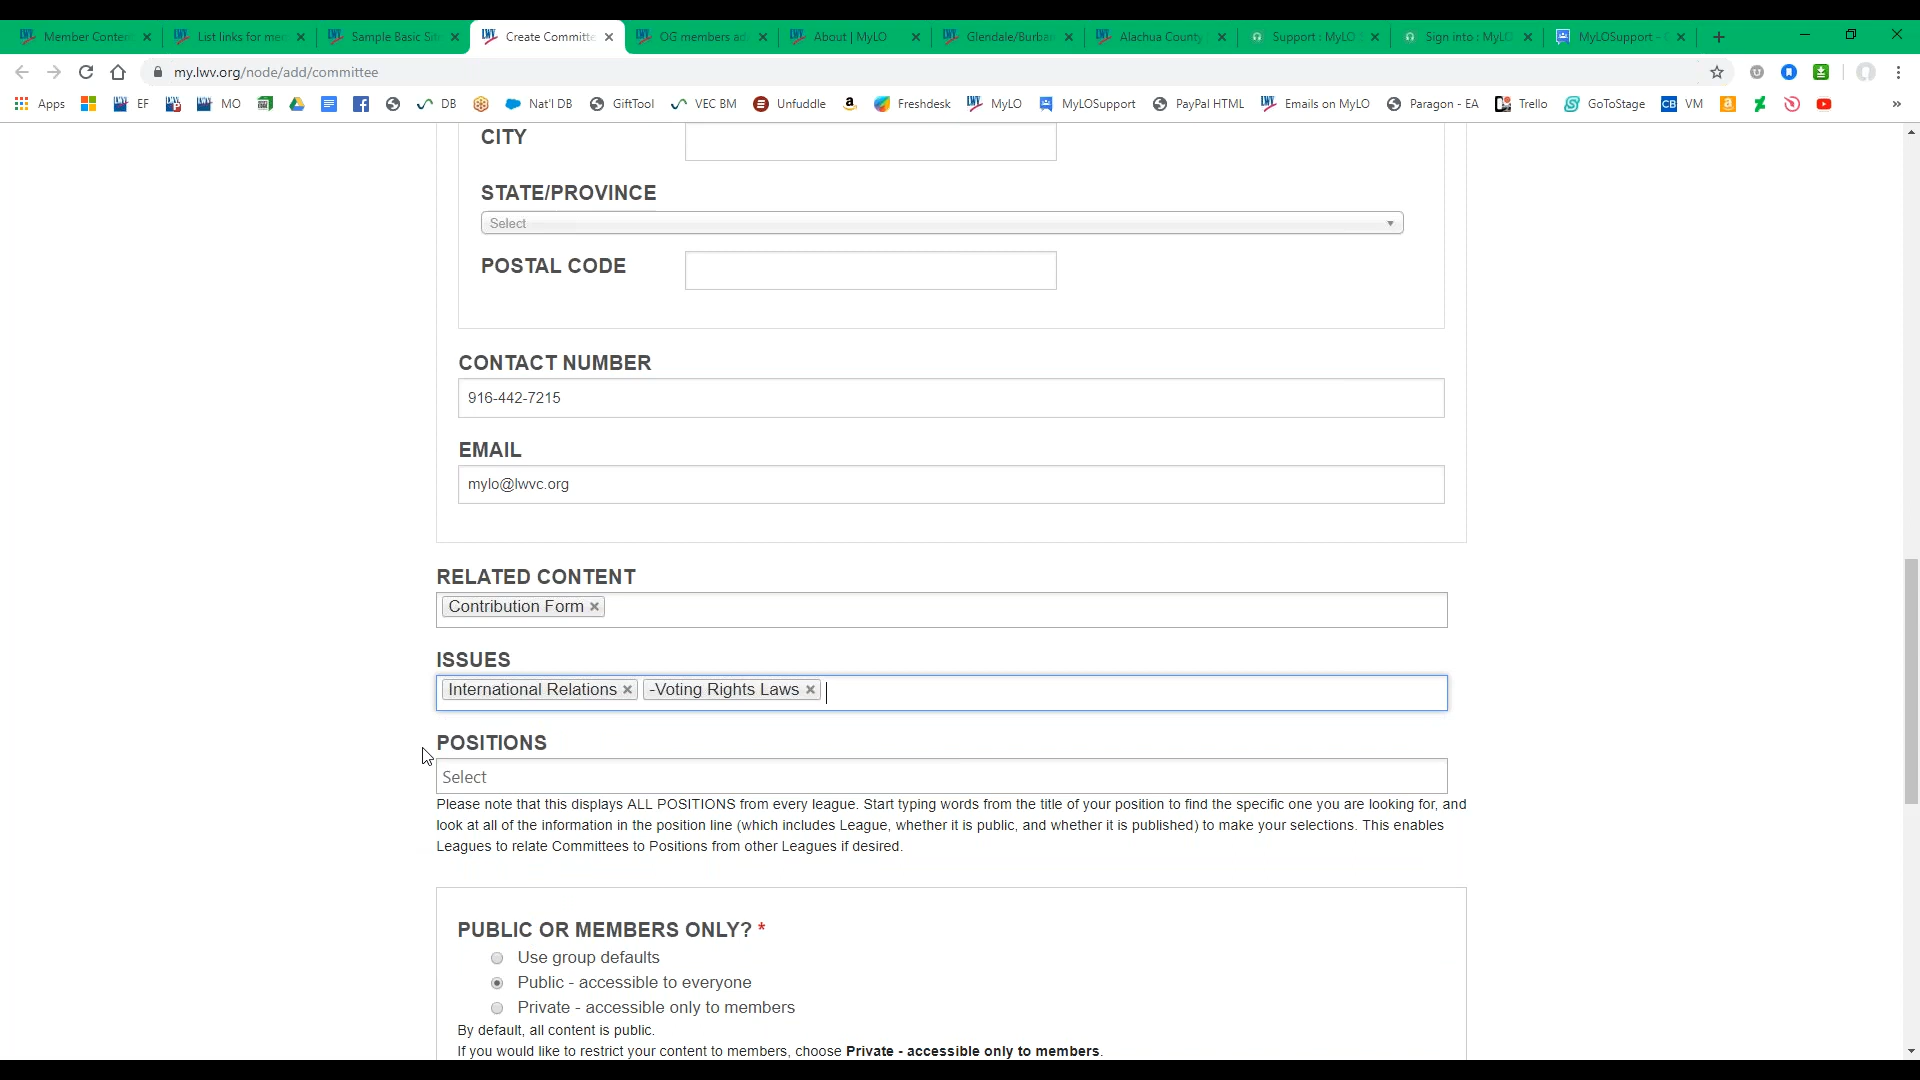 Member Conten
List links for me
Sample Basic Sit
Create Committe
OG members ad
About | MyLO
Glendale/Burba
Alachua County
Support : MyLO S
Sign into : MyLO
MyLOSupport -
my.lwv.org/node/add/committee
Apps
EF
MO
DB
Nat'l DB
GiftTool
VEC BM
Unfuddle
Freshdesk
MyLO
MyLOSupport
PayPal HTML
Emails on MyLO
Paragon - EA
Trello
GoToStage
CB VM
»
CITY
STATE/PROVINCE
Select
POSTAL CODE
CONTACT NUMBER
916-442-7215
EMAIL
mylo@lwvc.org
RELATED CONTENT
Contribution Form
ISSUES
International Relations -Voting Rights Laws
POSITIONS
Select
Please note that this displays ALL POSITIONS from every league. Start typing words from the title of your position to find the specific one you are looking for, and
look at all of the information in the position line (which includes League, whether it is public, and whether it is published) to make your selections. This enables
Leagues to relate Committees to Positions from other Leagues if desired.
PUBLIC OR MEMBERS ONLY? *
Use group defaults
Public - accessible to everyone
Private - accessible only to members
By default, all content is public.
If you would like to restrict your content to members, choose Private - accessible only to members.